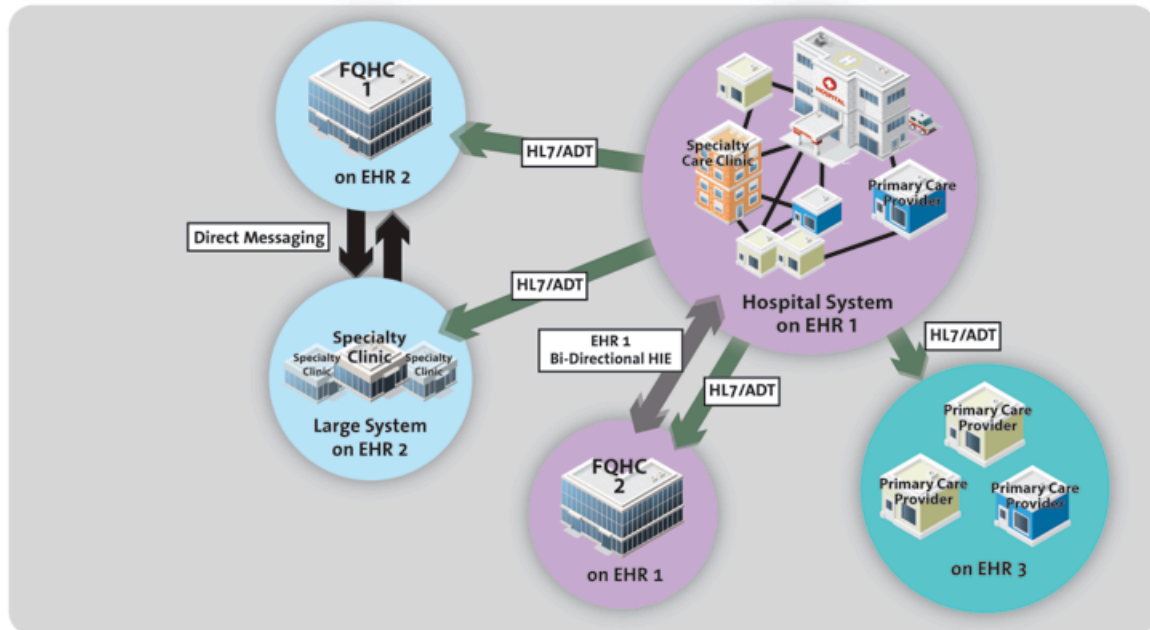 FQHC
1
on EHR 2
HL7/ADT
HOSPITAL
H
Specialty
Care Clinic
Primary Care
Provider
Hospital System
on EHR 1
Direct Messaging
HL7/ADT
Specialty
Clinic
Specialty
Clinic
Specialty
Clinic
Large System
on EHR 2
EHR 1
Bi-Directional HIE
HL7/ADT
HL7/ADT
FQHC
2
on EHR 1
Primary Care
Provider
Primary Care
Provider
Primary Care
Provider
on EHR 3